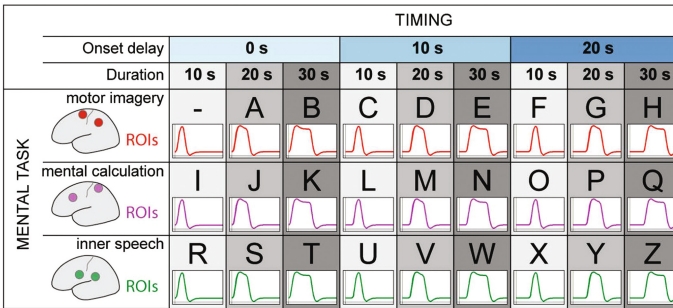 TIMING
Onset delay 0 s 10 s 20 s
Duration 10 s 20 s 30 s 10 s 20 s 30 s 10 s 20 s 30 s
MENTAL TASK
motor imagery - A B C D E F G H
ROIs
mental calculation I J K L M N O P Q
ROIs
inner speech R S T U V W X Y Z
ROIs